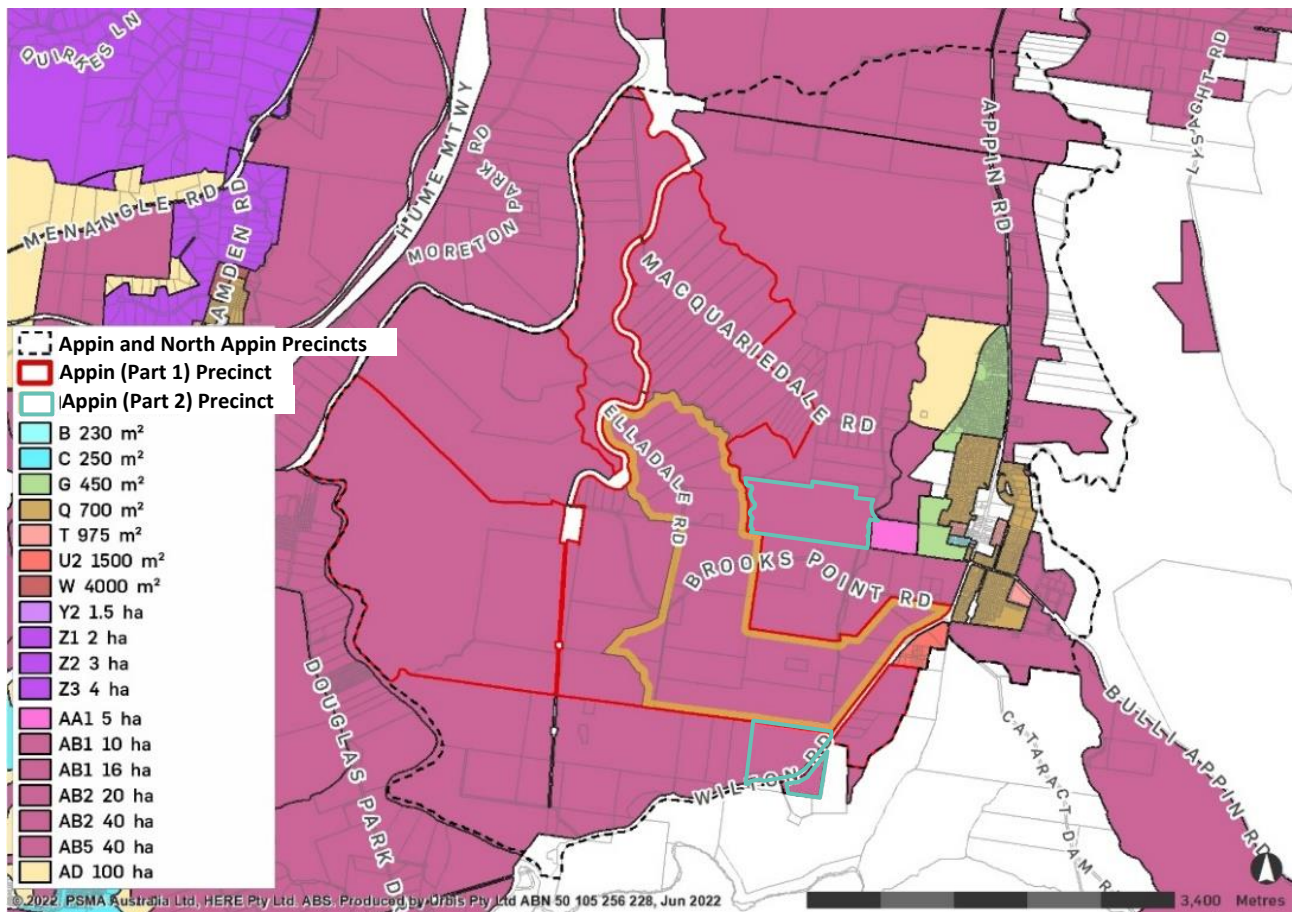 QUIRKES LN
MENANGLE RD
AMDEN RD
HUME MTWY
MORETON PARK RD
APPIN RD
LYSAGHT RD
MACQUARIEDALE RD
ELLADALE RD
BROOKS POINT RD
Appin and North Appin Precincts
Appin (Part 1) Precinct
Appin (Part 2) Precinct
B 230 m²
C 250 m²
G 450 m²
Q 700 m²
T 975 m²
U2 1500 m²
W 4000 m²
Y2 1.5 ha
Z1 2 ha
Z2 3 ha
Z3 4 ha
AA1 5 ha
AB1 10 ha
AB1 16 ha
AB2 20 ha
AB2 40 ha
AB5 40 ha
AD 100 ha
DOUGLAS PARK DR
WILTON RD
CATARACT DAM R
BULLI APPIN RD
© 2022. PSMA Australia Ltd, HERE Pty Ltd. ABS. Produced by Urbis Pty Ltd ABN 50 105 256 228, Jun 2022
3,400 Metres